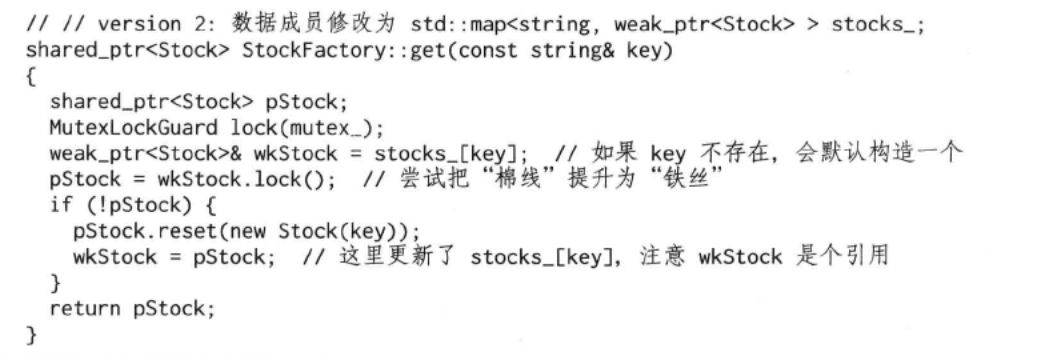 // // version 2: 数据成员修改为 std::map<string, weak_ptr<Stock> > stocks_;
shared_ptr<Stock> StockFactory::get(const string& key)
{
  shared_ptr<Stock> pStock;
  MutexLockGuard lock(mutex_);
  weak_ptr<Stock>& wkStock = stocks_[key];  // 如果 key 不存在，会默认构造一个
  pStock = wkStock.lock();  // 尝试把“棉线”提升为“铁丝”
  if (!pStock) {
    pStock.reset(new Stock(key));
    wkStock = pStock;  // 这里更新了 stocks_[key]，注意 wkStock 是个引用
  }
  return pStock;
}